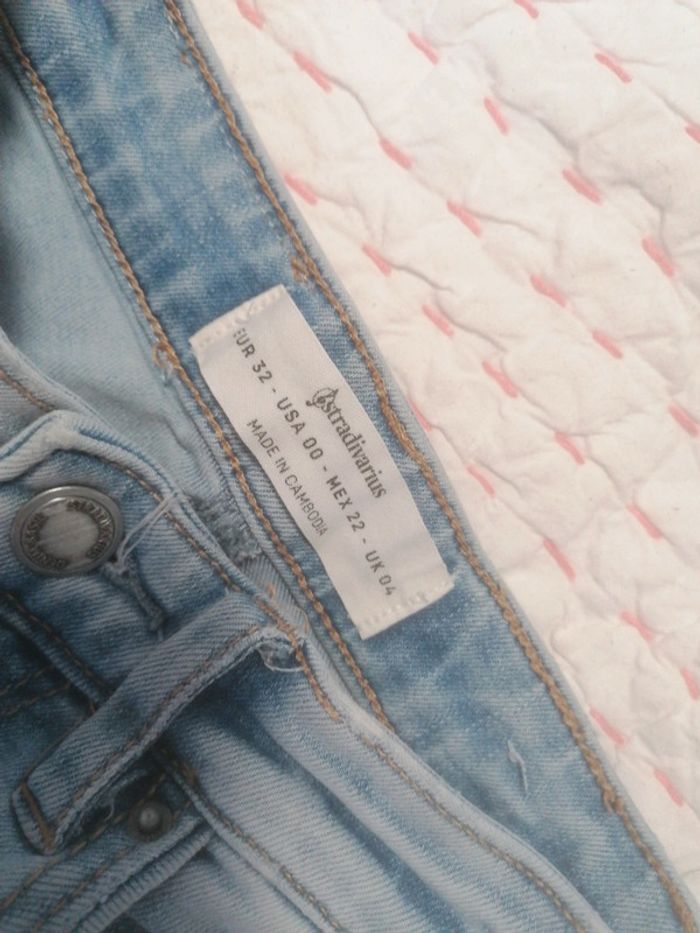 stradivarius
EUR 32 - USA 00 - MEX 22 - UK 04
MADE IN CAMBODIA